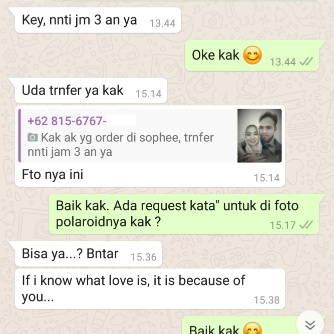 Key, nnti jm 3 an ya 13.44
Oke kak 😊 13.44
Uda trnfer ya kak 15.14
+62 815-6767-
Kak ak yg order di sophee, trnfer
nnti jam 3 an ya
Fto nya ini 15.14
Baik kak. Ada request kata" untuk di foto
polaroidnya kak ? 15.17
Bisa ya...? Bntar 15.36
If i know what love is, it is because of
you... 15.38
Baik kak 😊